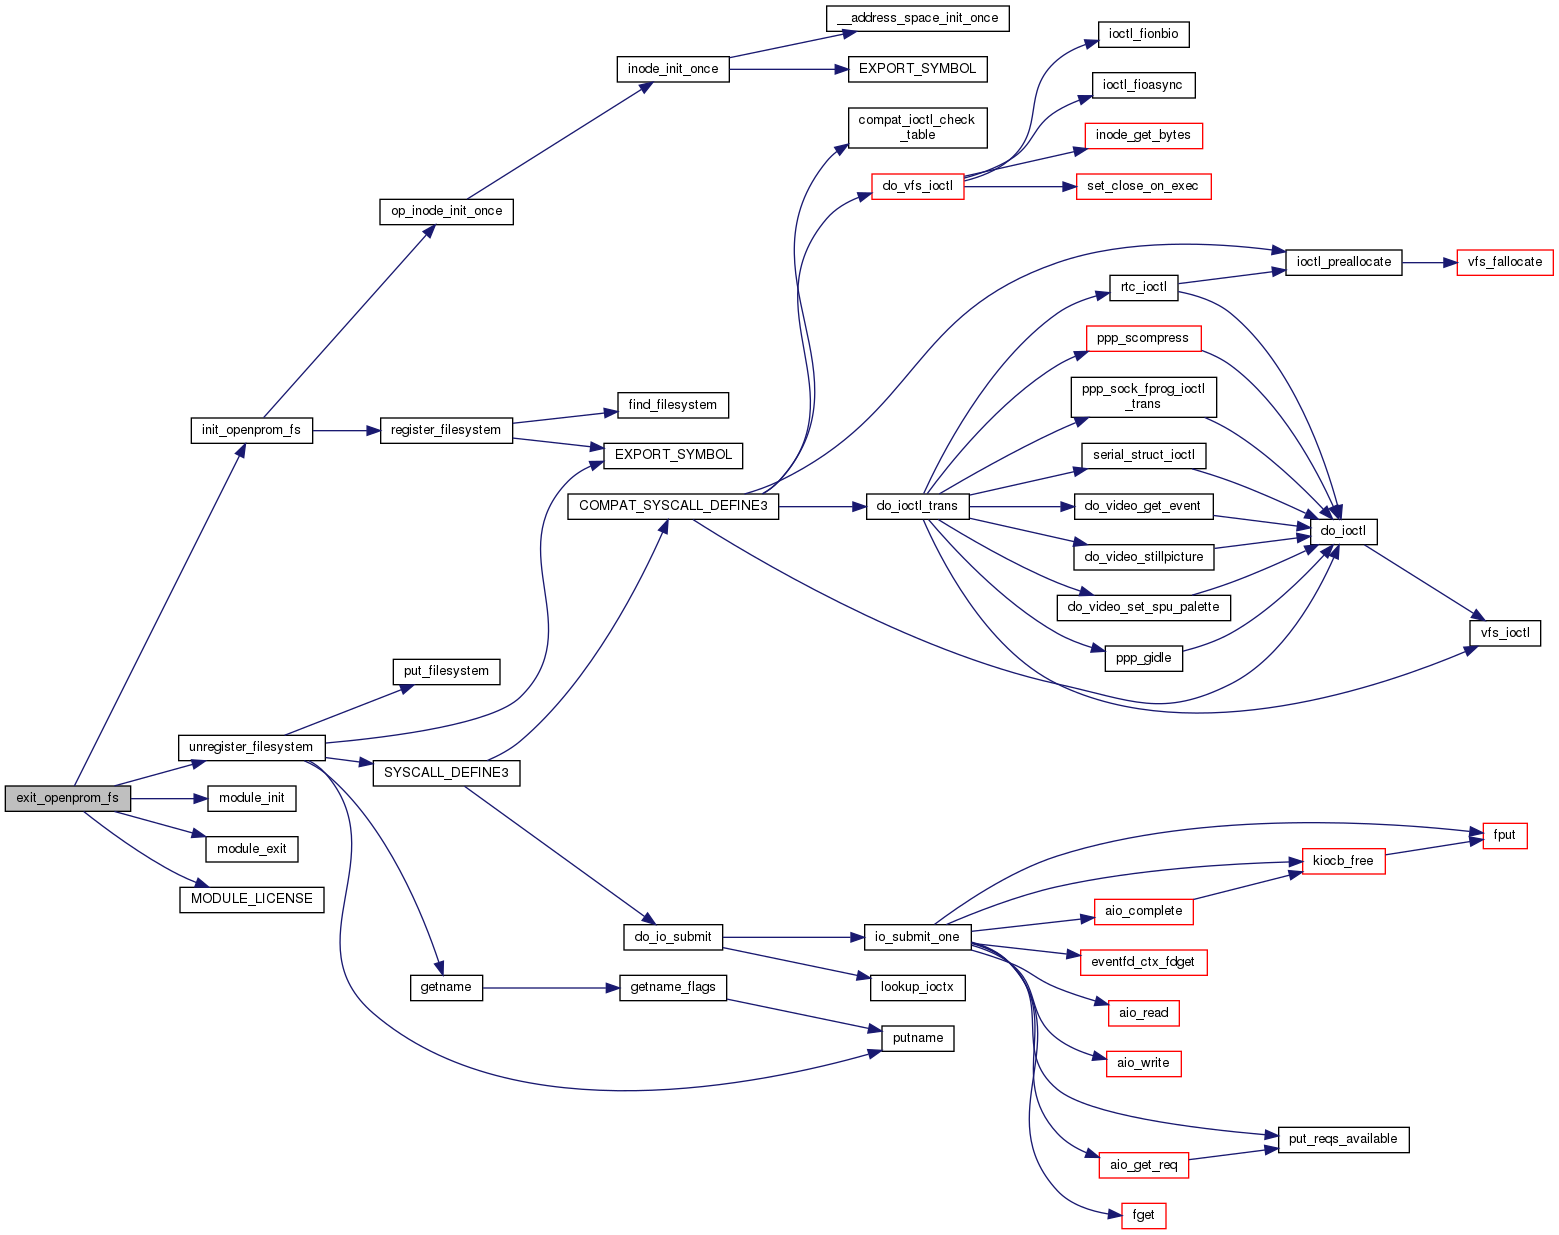 __address_space_init_once
ioctl_fionbio
inode_init_once
EXPORT_SYMBOL
ioctl_fioasync
compat_ioctl_check
_table
inode_get_bytes
do_vfs_ioctl
set_close_on_exec
op_inode_init_once
ioctl_preallocate
vfs_fallocate
rtc_ioctl
ppp_scompress
ppp_sock_fprog_ioctl
_trans
find_filesystem
init_openprom_fs
register_filesystem
EXPORT_SYMBOL
serial_struct_ioctl
COMPAT_SYSCALL_DEFINE3
do_ioctl_trans
do_video_get_event
do_ioctl
do_video_stillpicture
do_video_set_spu_palette
vfs_ioctl
ppp_gidle
put_filesystem
unregister_filesystem
SYSCALL_DEFINE3
exit_openprom_fs
module_init
module_exit
MODULE_LICENSE
fput
kiocb_free
aio_complete
do_io_submit
io_submit_one
eventfd_ctx_fdget
getname
getname_flags
lookup_ioctx
aio_read
putname
aio_write
put_reqs_available
aio_get_req
fget